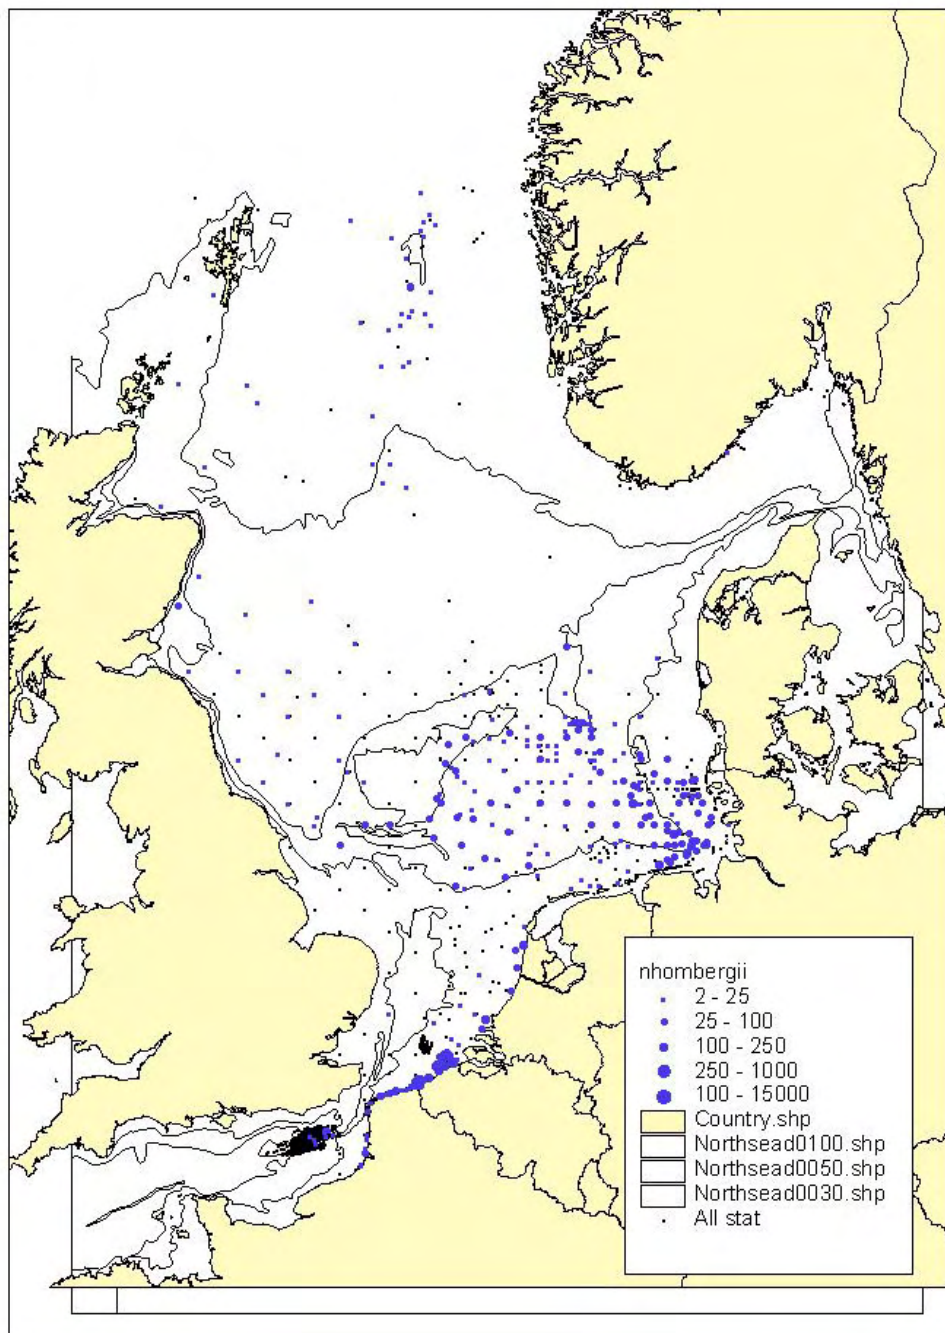 nhombergii
2 - 25
25 - 100
100 - 250
250 - 1000
100 - 15000
Country.shp
Northsead0100.shp
Northsead0050.shp
Northsead0030.shp
All stat